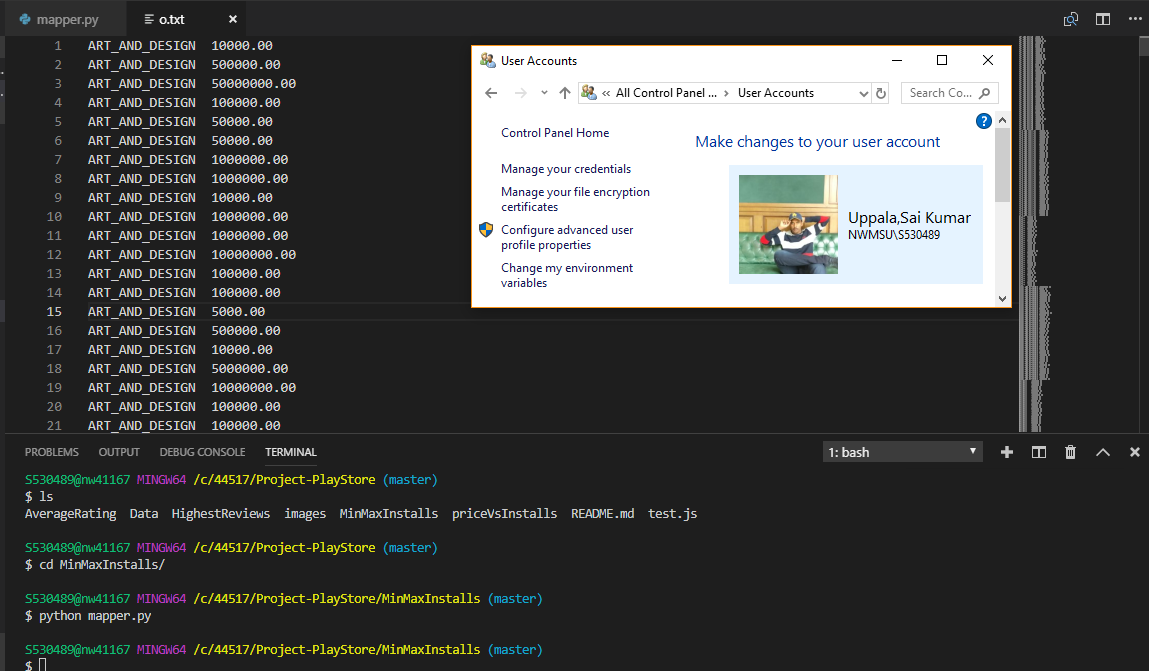 mapper.py
o.txt
1 ART_AND_DESIGN 10000.00
2 ART_AND_DESIGN 500000.00
3 ART_AND_DESIGN 50000000.00
4 ART_AND_DESIGN 100000.00
5 ART_AND_DESIGN 50000.00
6 ART_AND_DESIGN 50000.00
7 ART_AND_DESIGN 1000000.00
8 ART_AND_DESIGN 1000000.00
9 ART_AND_DESIGN 10000.00
10 ART_AND_DESIGN 1000000.00
11 ART_AND_DESIGN 1000000.00
12 ART_AND_DESIGN 10000000.00
13 ART_AND_DESIGN 100000.00
14 ART_AND_DESIGN 100000.00
15 ART_AND_DESIGN 5000.00
16 ART_AND_DESIGN 500000.00
17 ART_AND_DESIGN 10000.00
18 ART_AND_DESIGN 5000000.00
19 ART_AND_DESIGN 10000000.00
20 ART_AND_DESIGN 100000.00
21 ART_AND_DESIGN 100000.00
User Accounts
« All Control Panel ... › User Accounts
Search Co...
Control Panel Home
Manage your credentials
Manage your file encryption
certificates
Configure advanced user
profile properties
Change my environment
variables
Make changes to your user account
Uppala,Sai Kumar
NWMSU\S530489
PROBLEMS OUTPUT DEBUG CONSOLE TERMINAL
1: bash
S530489@nw41167 MINGW64 /c/44517/Project-PlayStore (master)
$ ls
AverageRating Data HighestReviews images MinMaxInstalls priceVsInstalls README.md test.js
S530489@nw41167 MINGW64 /c/44517/Project-PlayStore (master)
$ cd MinMaxInstalls/
S530489@nw41167 MINGW64 /c/44517/Project-PlayStore/MinMaxInstalls (master)
$ python mapper.py
S530489@nw41167 MINGW64 /c/44517/Project-PlayStore/MinMaxInstalls (master)
$